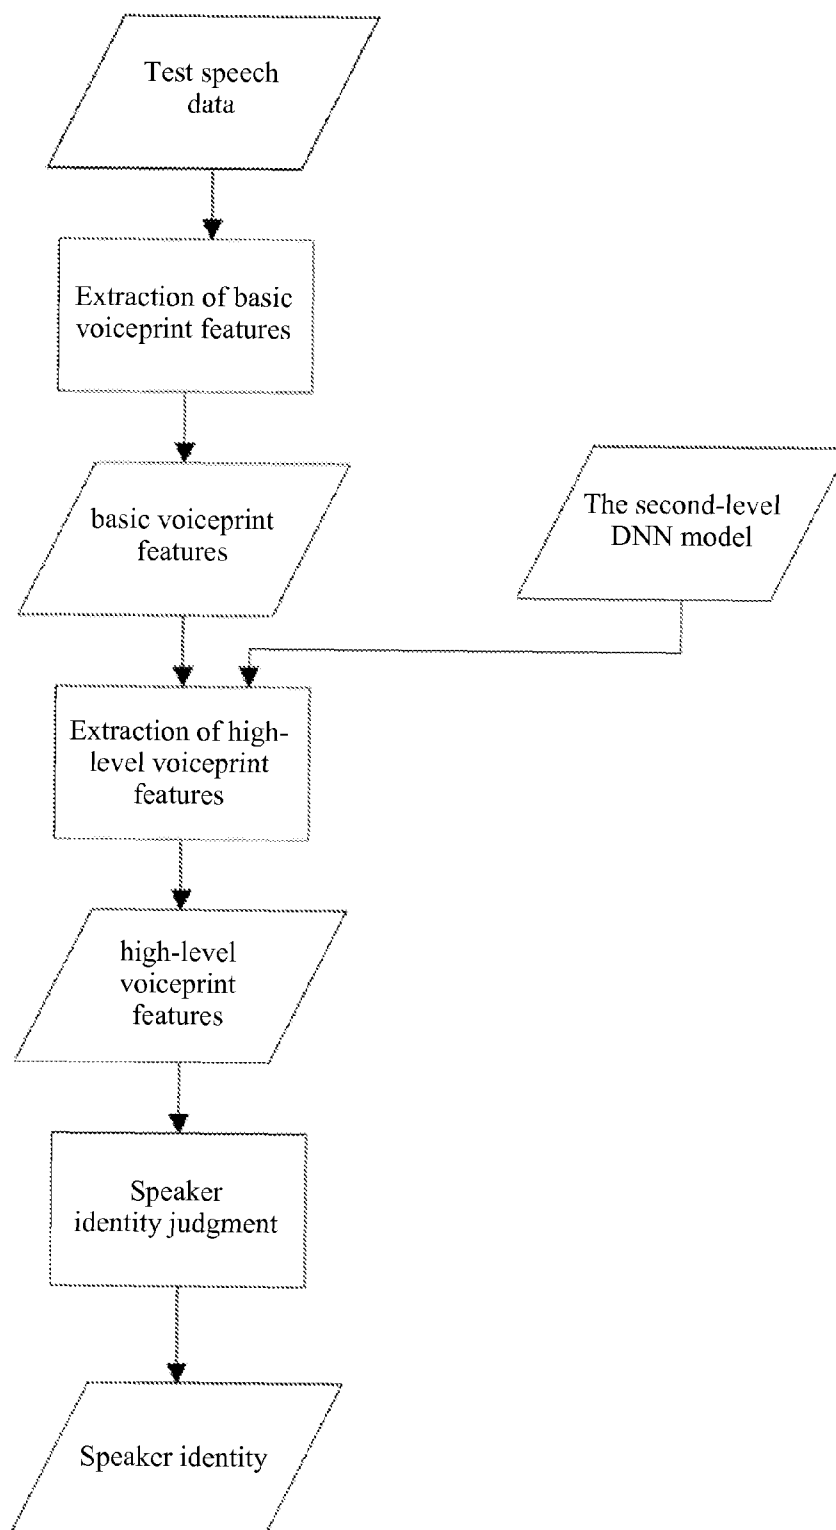 Test speech
data
Extraction of basic
voiceprint features
basic voiceprint
features
The second-level
DNN model
Extraction of high-
level voiceprint
features
high-level
voiceprint
features
Speaker
identity judgment
Speaker identity